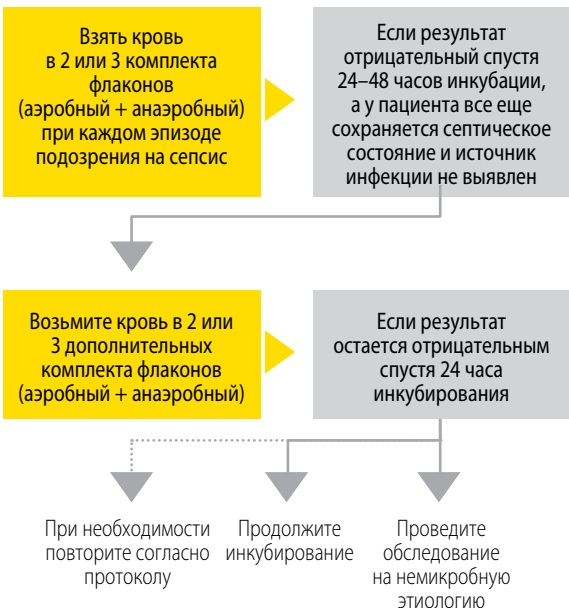 Взять кровь
в 2 или 3 комплекта
флаконов
(аэробный + анаэробный)
при каждом эпизоде
подозрения на сепсис
Если результат
отрицательный спустя
24–48 часов инкубации,
а у пациента все еще
сохраняется септическое
состояние и источник
инфекции не выявлен
Возьмите кровь в 2 или
3 дополнительных
комплекта флаконов
(аэробный + анаэробный)
Если результат
остается отрицательным
спустя 24 часа
инкубирования
При необходимости
повторите согласно
протоколу
Продолжите
инкубирование
Проведите
обследование
на немикробную
этиологию